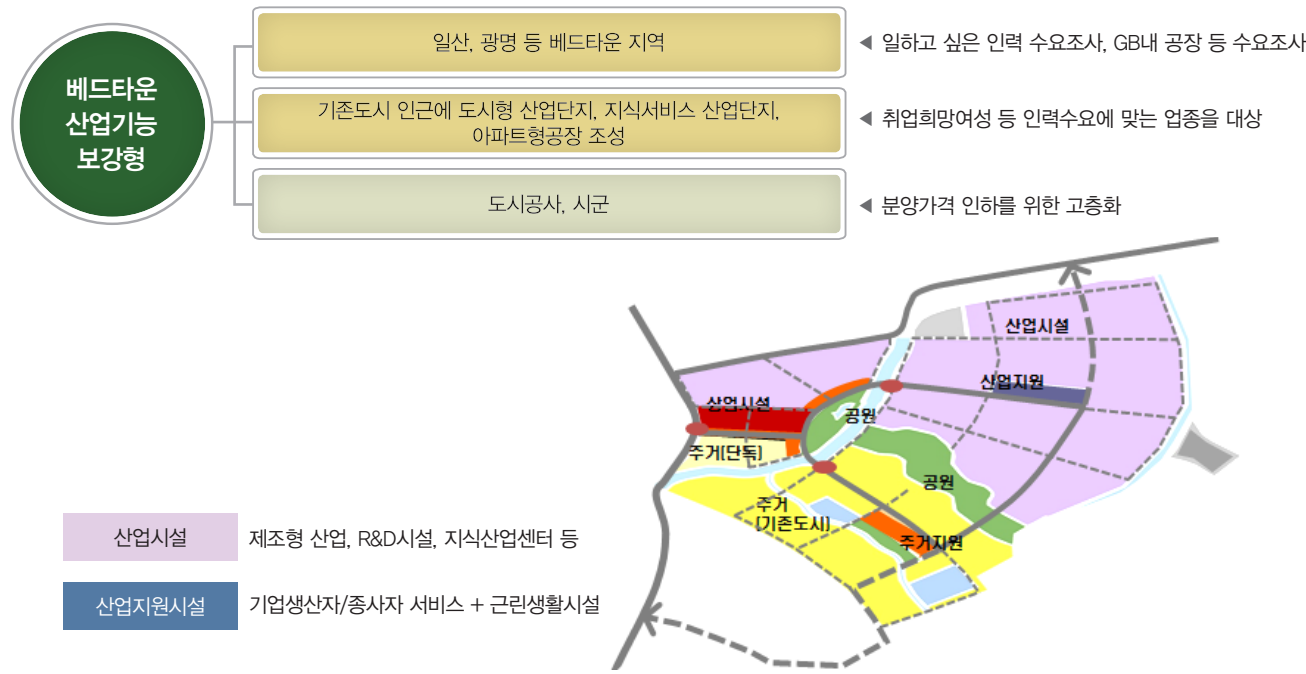 베드타운
산업기능
보강형
일산, 광명 등 베드타운 지역
◀ 일하고 싶은 인력 수요조사, GB내 공장 등 수요조사
기존도시 인근에 도시형 산업단지, 지식서비스 산업단지,
아파트형공장 조성
◀ 취업희망여성 등 인력수요에 맞는 업종을 대상
도시공사, 시군
◀ 분양가격 인하를 위한 고층화
산업시설
산업지원
산업시설
공원
주거(단독)
공원
주거
(기존도시)
주거지원
산업시설
제조형 산업, R&D시설, 지식산업센터 등
산업지원시설
기업생산자/종사자 서비스 + 근린생활시설